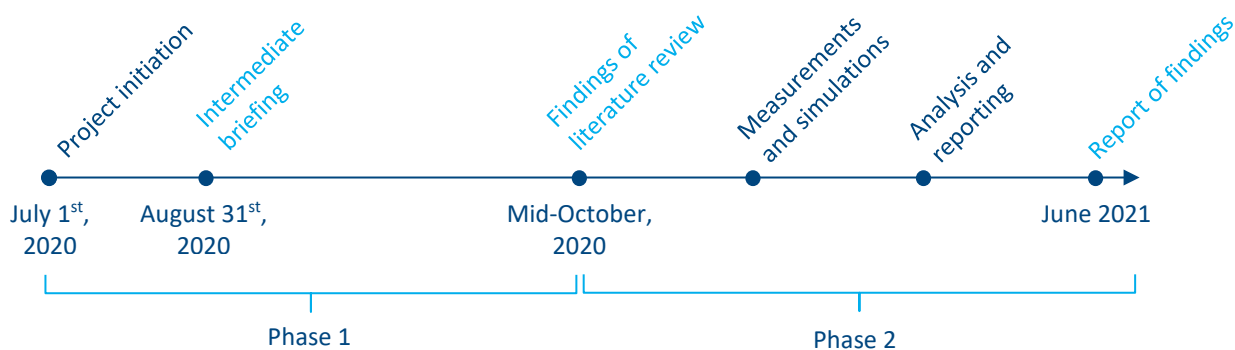 Project initiation
Intermediate
briefing
Findings of
literature review
Measurements
and simulations
Analysis and
reporting
Report of findings
July 1st,
2020
August 31st,
2020
Mid-October,
2020
June 2021
Phase 1
Phase 2